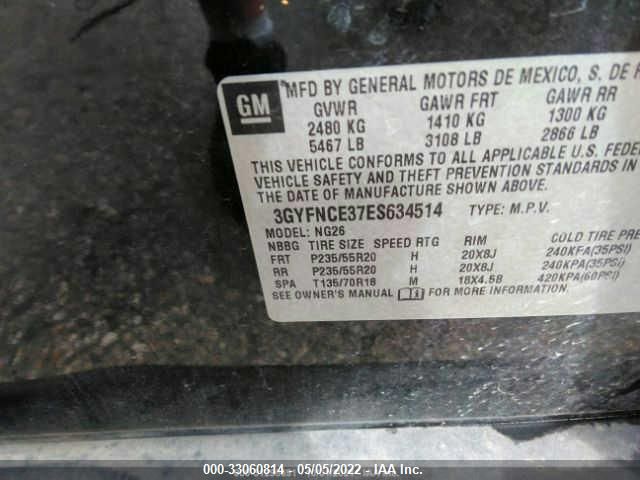 GM
MFD BY GENERAL MOTORS DE MEXICO, S. DE R
GVWR GAWR FRT GAWR RR
2480 KG 1410 KG 1300 KG
5467 LB 3108 LB 2866 LB
THIS VEHICLE CONFORMS TO ALL APPLICABLE U.S. FEDER
VEHICLE SAFETY AND THEFT PREVENTION STANDARDS IN
THE DATE OF MANUFACTURE SHOWN ABOVE.
3GYFNCE37ES634514 TYPE: M.P.V.
MODEL: NG26
NBBG TIRE SIZE SPEED RTG RIM COLD TIRE PRE
FRT P235/55R20 H 20X8J 240KPA(35PSI)
RR P235/55R20 H 20X8J 240KPA(35PSI)
SPA T135/70R18 M 18X4.5B 420KPA(60PSI)
SEE OWNER'S MANUAL FOR MORE INFORMATION.
000-33060814 - 05/05/2022 - IAA Inc.